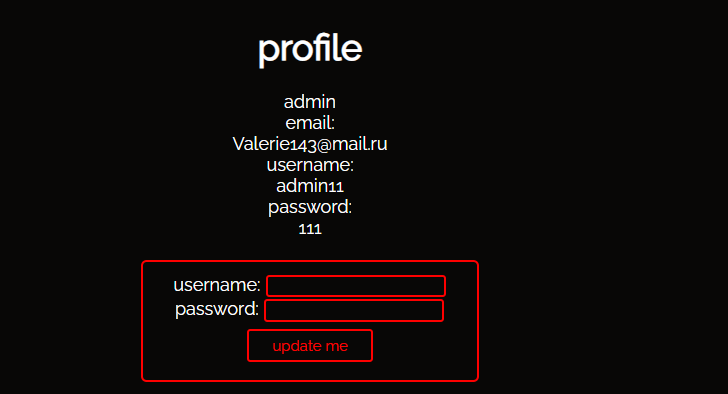 profile
admin
email:
Valerie143@mail.ru
username:
admin11
password:
111
username:
password:
update me